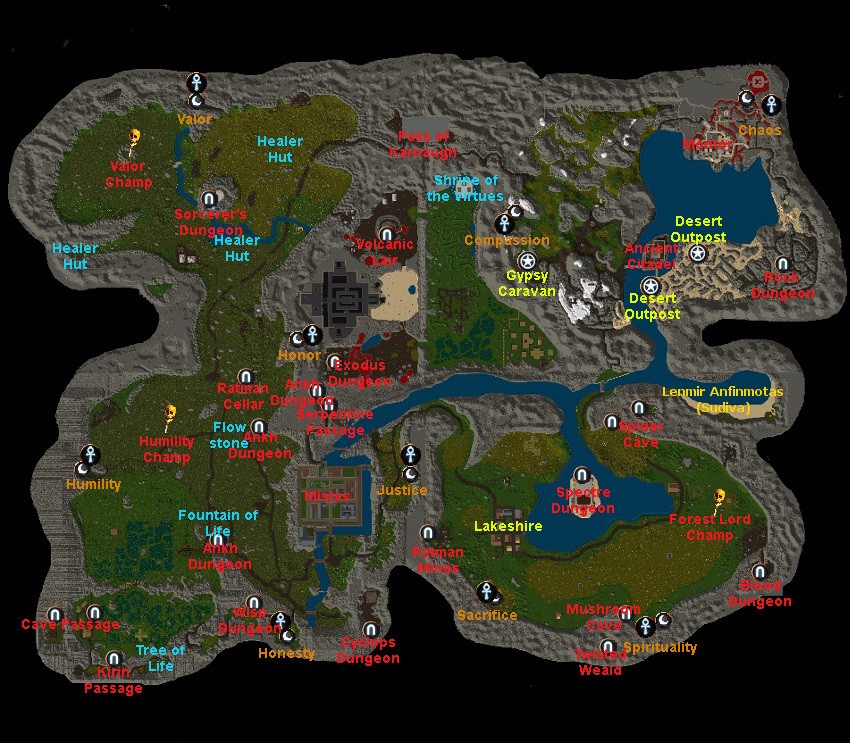 Valor
Chaos
Healer
Hut
Pass of
Karnaugh
Mansor
Valor
Champ
Shrine of
the Virtues
Sorcerer's
Dungeon
Desert
Outpost
Healer
Hut
Healer
Hut
Volcanic
Lair
Compassion
Ancient
Citadel
Gypsy
Caravan
Rock
Dungeon
Desert
Outpost
Honor
Exodus
Dungeon
Ratman
Cellar
Ankh
Dungeon
Serpentine
Passage
Lenmir Anfinmotas
(Sudiva)
Humility
Champ
Flow
stone
Ankh
Dungeon
Spider
Cave
Humility
Justice
Mistas
Spectre
Dungeon
Fountain of
Life
Lakeshire
Forest Lord
Champ
Ankh
Dungeon
Ratman
Mines
Blood
Dungeon
Cave Passage
Wisp
Dungeon
Sacrifice
Mushroom
Cave
Tree of
Life
Honesty
Cyclops
Dungeon
Spirituality
Twisted
Weald
Kirin
Passage